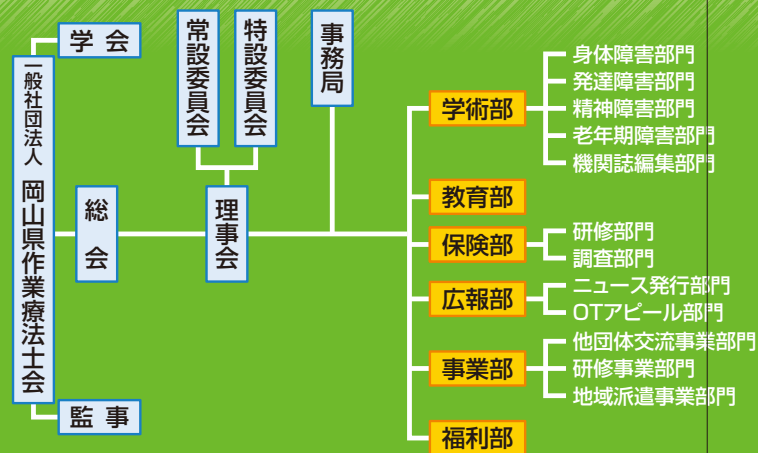 一般社団法人 岡山県作業療法士会
学会
総会
監事
常設委員会
特設委員会
理事会
事務局
学術部
身体障害部門
発達障害部門
精神障害部門
老年期障害部門
機関誌編集部門
教育部
保険部
研修部門
調査部門
広報部
ニュース発行部門
OTアピール部門
事業部
他団体交流事業部門
研修事業部門
地域派遣事業部門
福利部